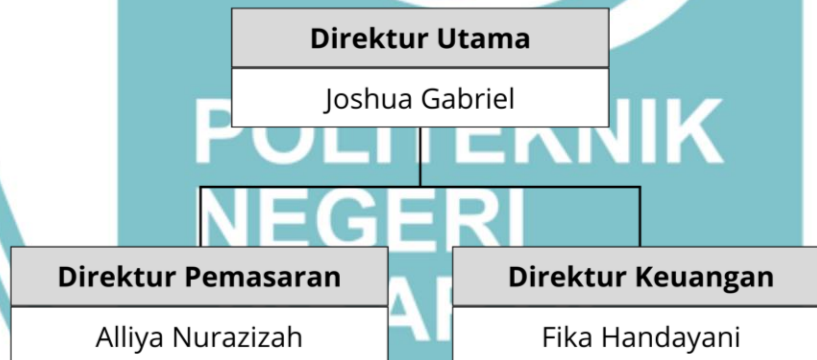 Direktur Utama
Joshua Gabriel
POLITEKNIK
NEGERI
Direktur Pemasaran
Direktur Keuangan
Alliya Nurazizah
Fika Handayani